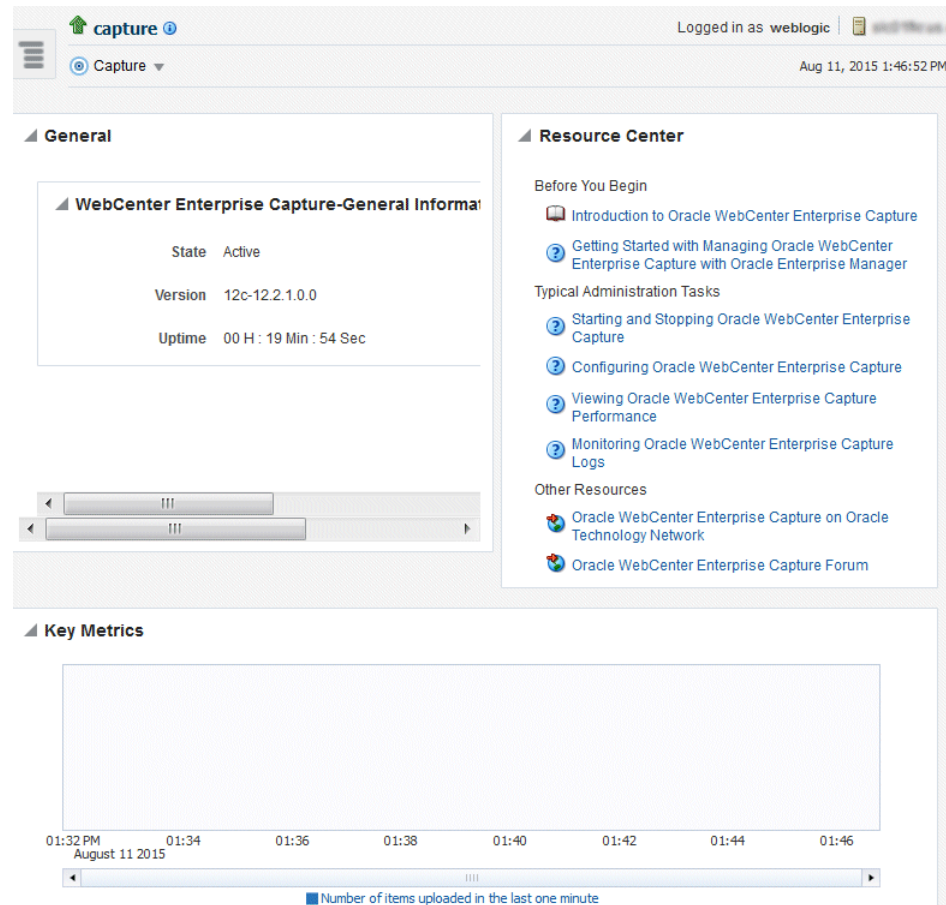 capture
Logged in as weblogic
Capture
Aug 11, 2015 1:46:52 PM
General
WebCenter Enterprise Capture-General Informat
State Active
Version 12c-12.2.1.0.0
Uptime 00 H : 19 Min : 54 Sec
Resource Center
Before You Begin
Introduction to Oracle WebCenter Enterprise Capture
Getting Started with Managing Oracle WebCenter
Enterprise Capture with Oracle Enterprise Manager
Typical Administration Tasks
Starting and Stopping Oracle WebCenter Enterprise
Capture
Configuring Oracle WebCenter Enterprise Capture
Viewing Oracle WebCenter Enterprise Capture
Performance
Monitoring Oracle WebCenter Enterprise Capture
Logs
Other Resources
Oracle WebCenter Enterprise Capture on Oracle
Technology Network
Oracle WebCenter Enterprise Capture Forum
Key Metrics
01:32 PM 01:34 01:36 01:38 01:40 01:42 01:44 01:46
August 11 2015
Number of items uploaded in the last one minute